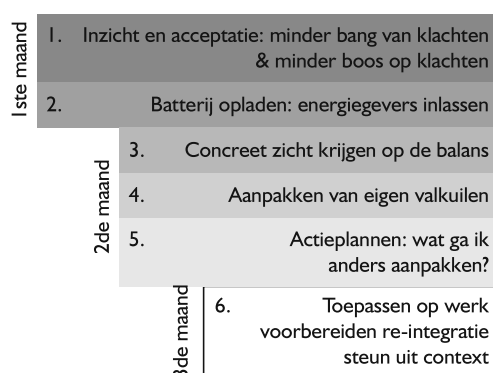 1ste maand
1. Inzicht en acceptatie: minder bang van klachten
& minder boos op klachten
2. Batterij opladen: energiegevers inlassen
2de maand
3. Concreet zicht krijgen op de balans
4. Aanpakken van eigen valkuilen
5. Actieplannen: wat ga ik
anders aanpakken?
3de maand
6. Toepassen op werk
voorbereiden re-integratie
steun uit context